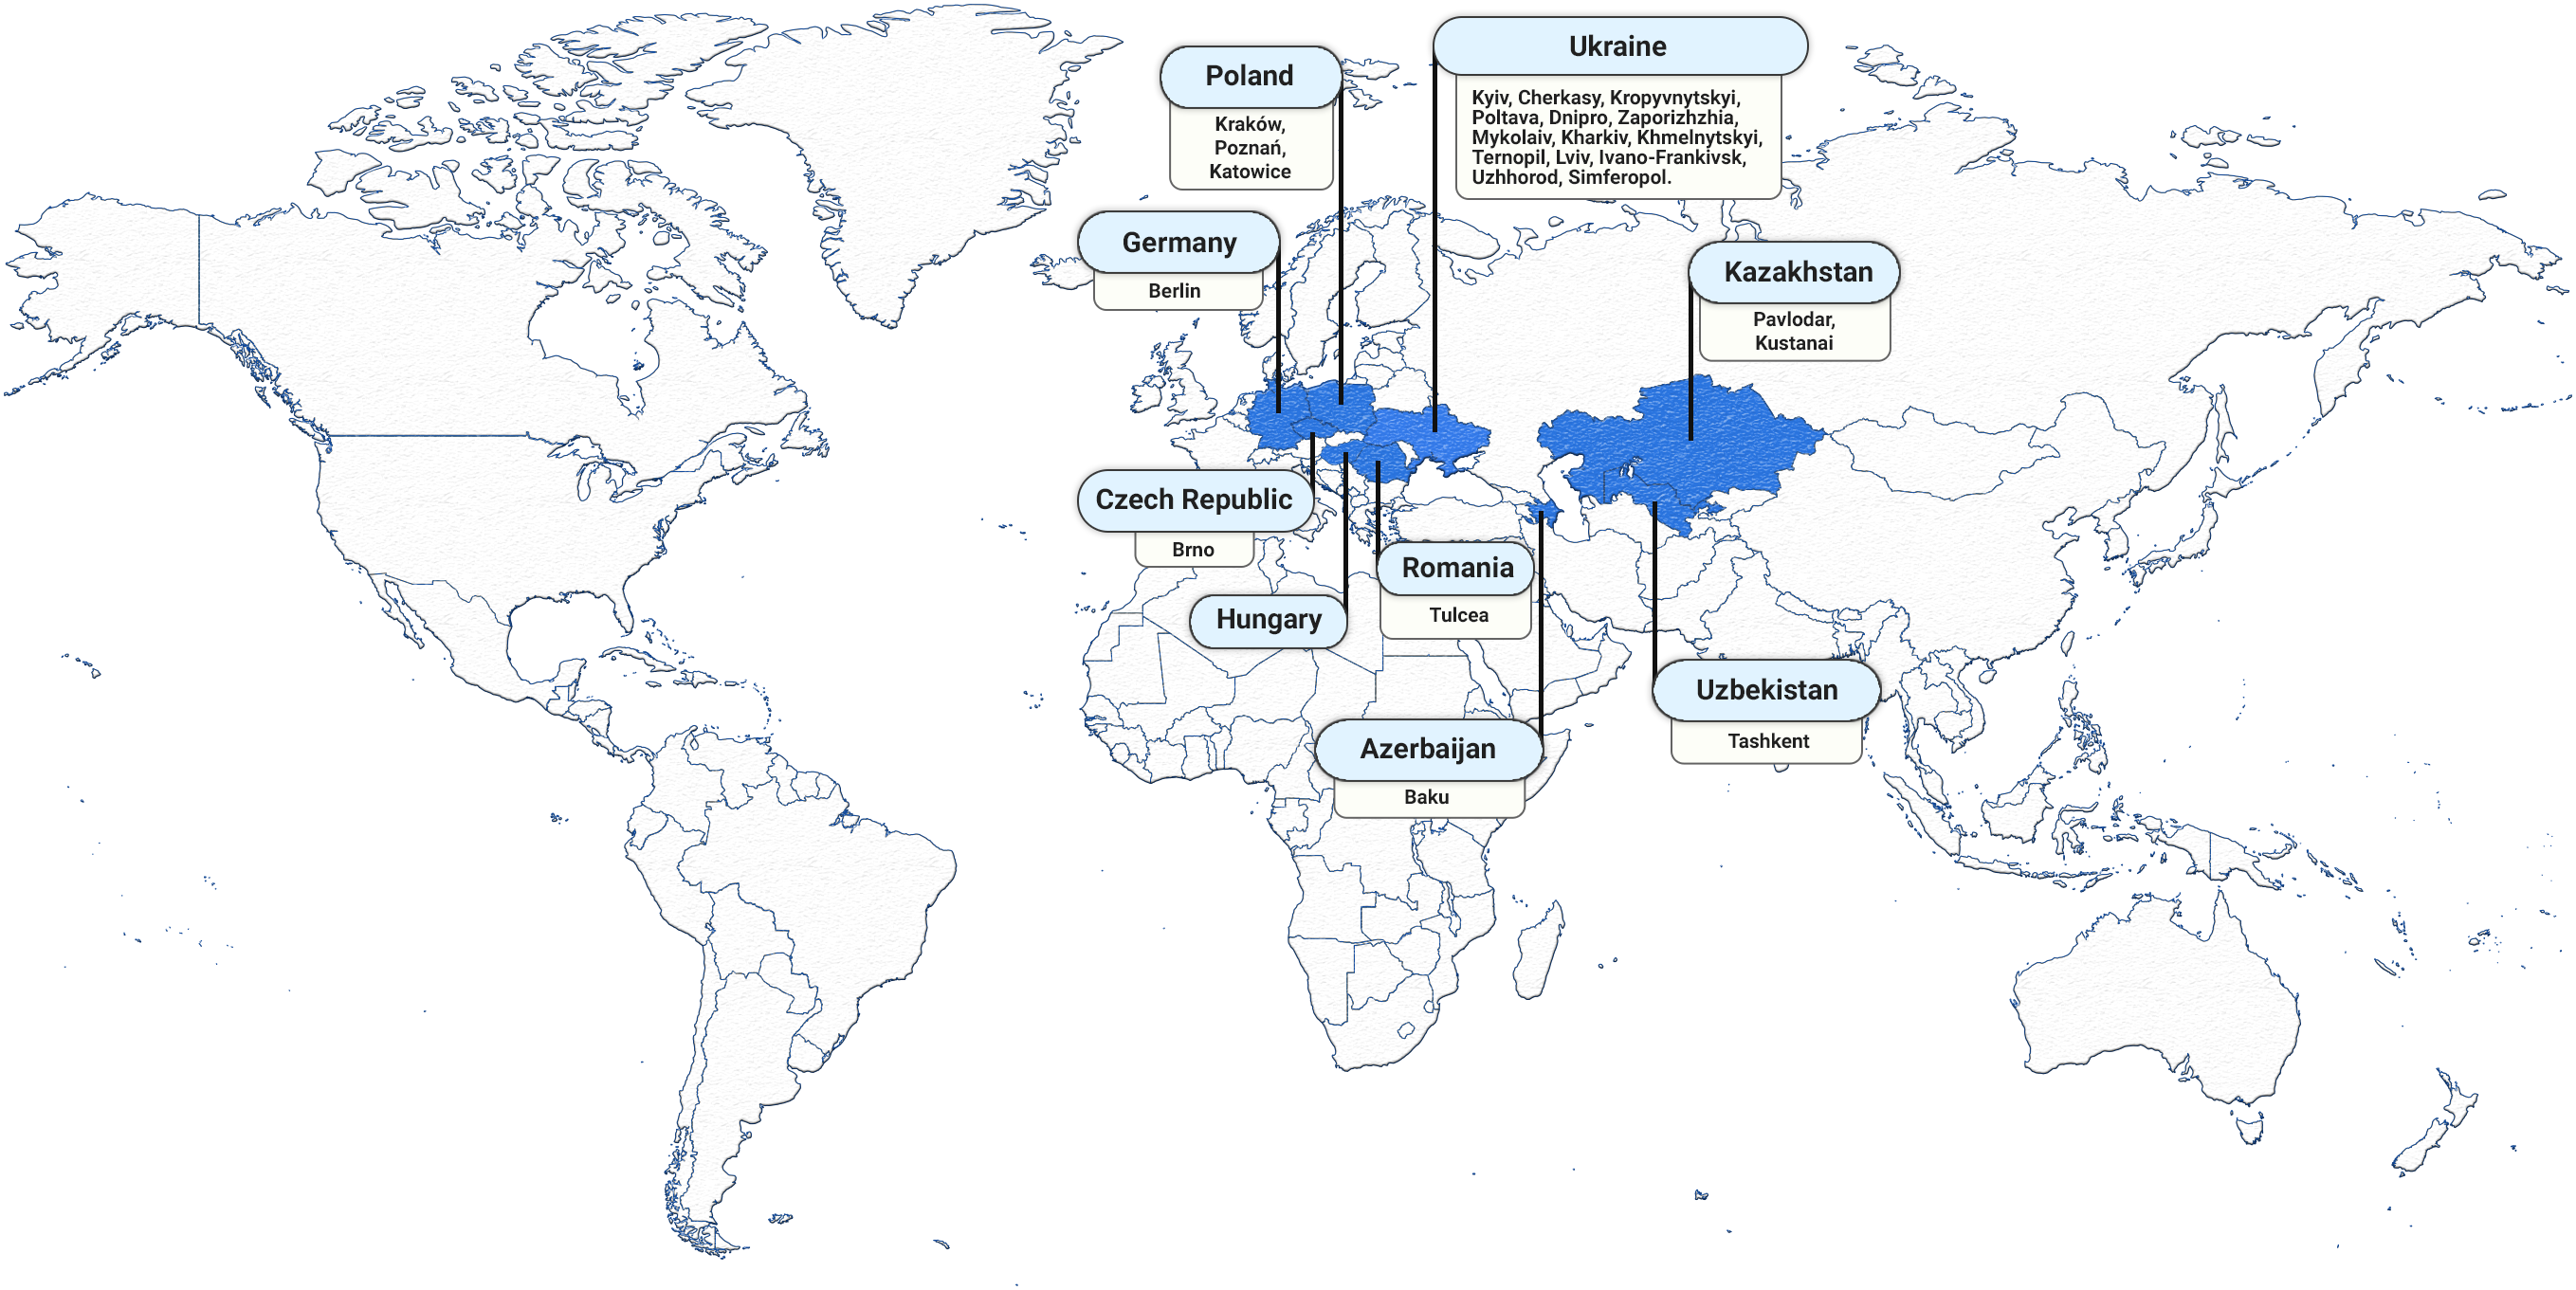 Ukraine
Kyiv, Cherkasy, Kropyvnytskyi,
Poltava, Dnipro, Zaporizhzhia,
Mykolaiv, Kharkiv, Khmelnytskyi,
Ternopil, Lviv, Ivano-Frankivsk,
Uzhhorod, Simferopol.
Poland
Kraków,
Poznań,
Katowice
Germany
Berlin
Kazakhstan
Pavlodar,
Kustanai
Czech Republic
Brno
Romania
Tulcea
Hungary
Uzbekistan
Tashkent
Azerbaijan
Baku